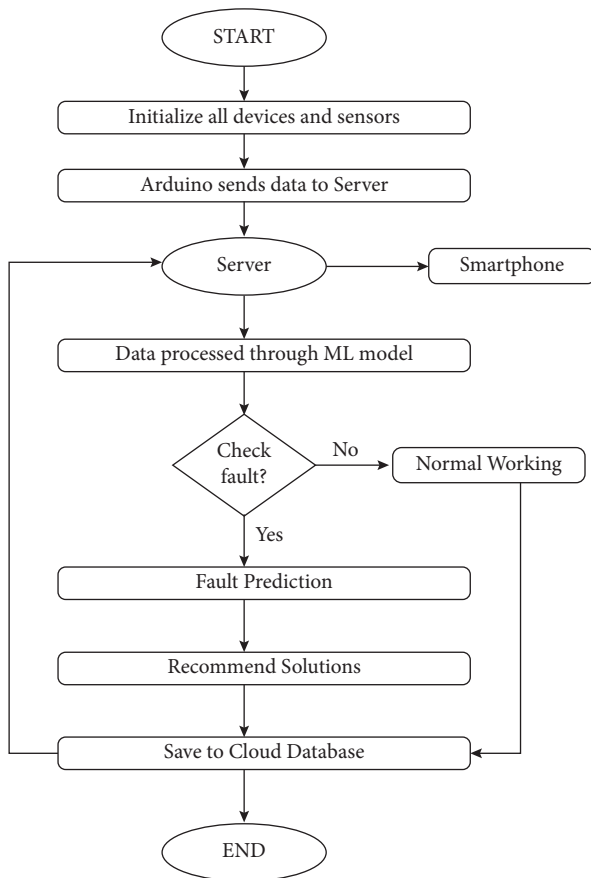 START
Initialize all devices and sensors
Arduino sends data to Server
Server
Smartphone
Data processed through ML model
Check
fault?
No
Normal Working
Yes
Fault Prediction
Recommend Solutions
Save to Cloud Database
END